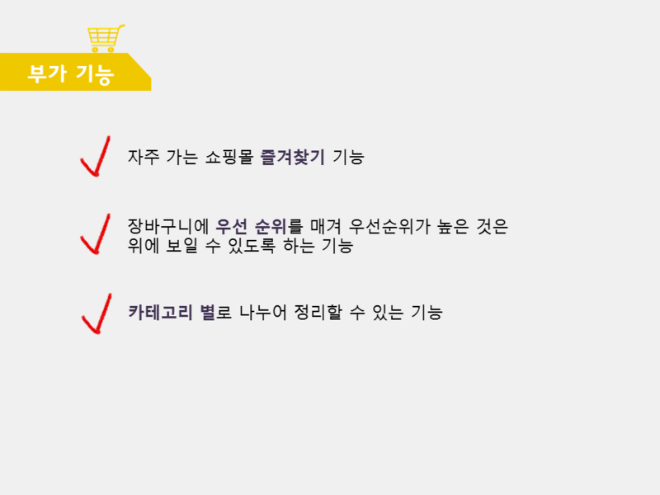 부가 기능
자주 가는 쇼핑몰 즐겨찾기 기능
장바구니에 우선 순위를 매겨 우선순위가 높은 것은
위에 보일 수 있도록 하는 기능
카테고리 별로 나누어 정리할 수 있는 기능